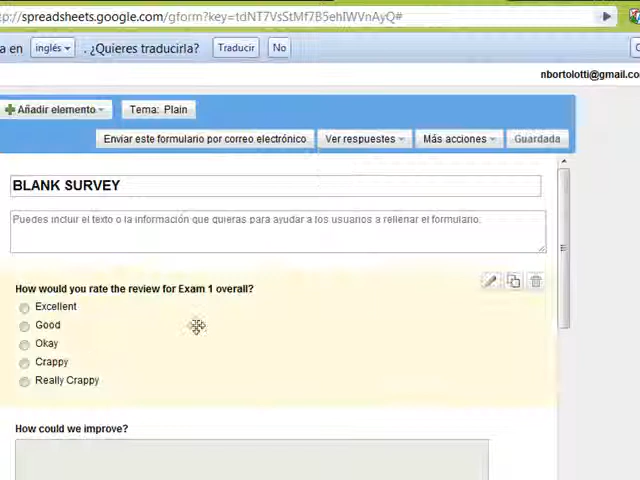 p://spreadsheets.google.com/gform?key=tdNT7VsStMf7B5ehIWVnAyQ#
a en inglés . ¿Quieres traducirla? Traducir No
nbortolotti@gmail.co
Añadir elemento Tema: Plain
Enviar este formulario por correo electrónico Ver respuestas Más acciones Guardada
BLANK SURVEY
Puedes incluir el texto o la información que quieras para ayudar a los usuarios a rellenar el formulario.
How would you rate the review for Exam 1 overall?
Excellent
Good
Okay
Crappy
Really Crappy
How could we improve?